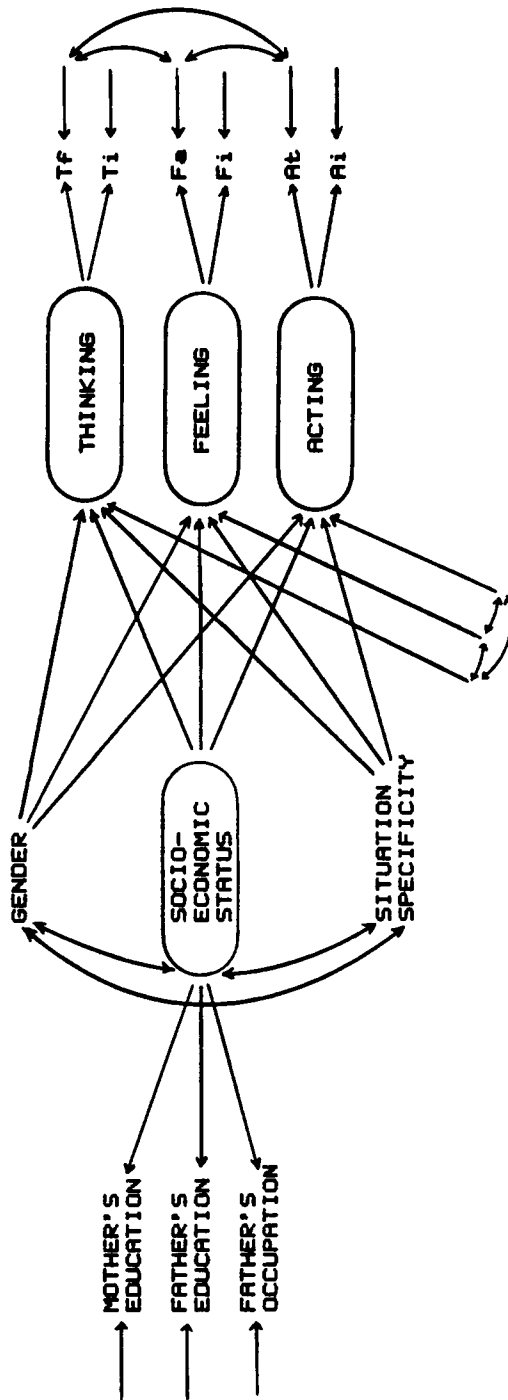 MOTHER'S
EDUCATION
FATHER'S
EDUCATION
FATHER'S
OCCUPATION
GENDER
SOCIO-
ECONOMIC
STATUS
SITUATION
SPECIFICITY
THINKING
FEELING
ACTING
Tf
Ti
Fa
Fi
At
Ai